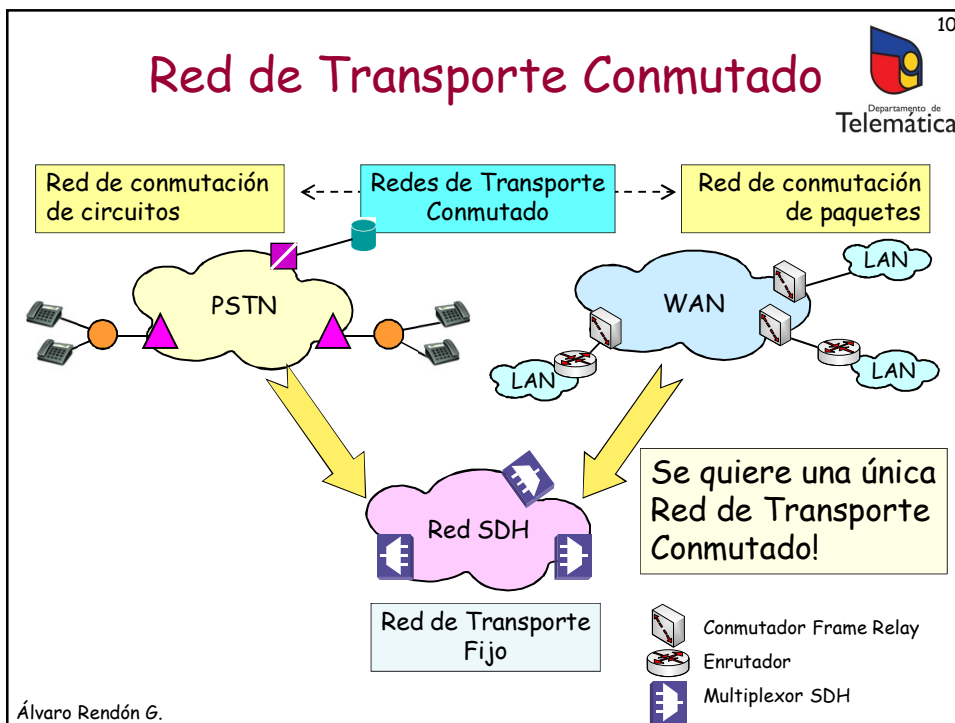 10
Red de Transporte Conmutado
Departamento de
Telemática
Red de conmutación
de circuitos
Redes de Transporte
Conmutado
Red de conmutación
de paquetes
PSTN
WAN
LAN
LAN
LAN
Red SDH
Se quiere una única
Red de Transporte
Conmutado!
Red de Transporte
Fijo
Conmutador Frame Relay
Enrutador
Multiplexor SDH
Álvaro Rendón G.